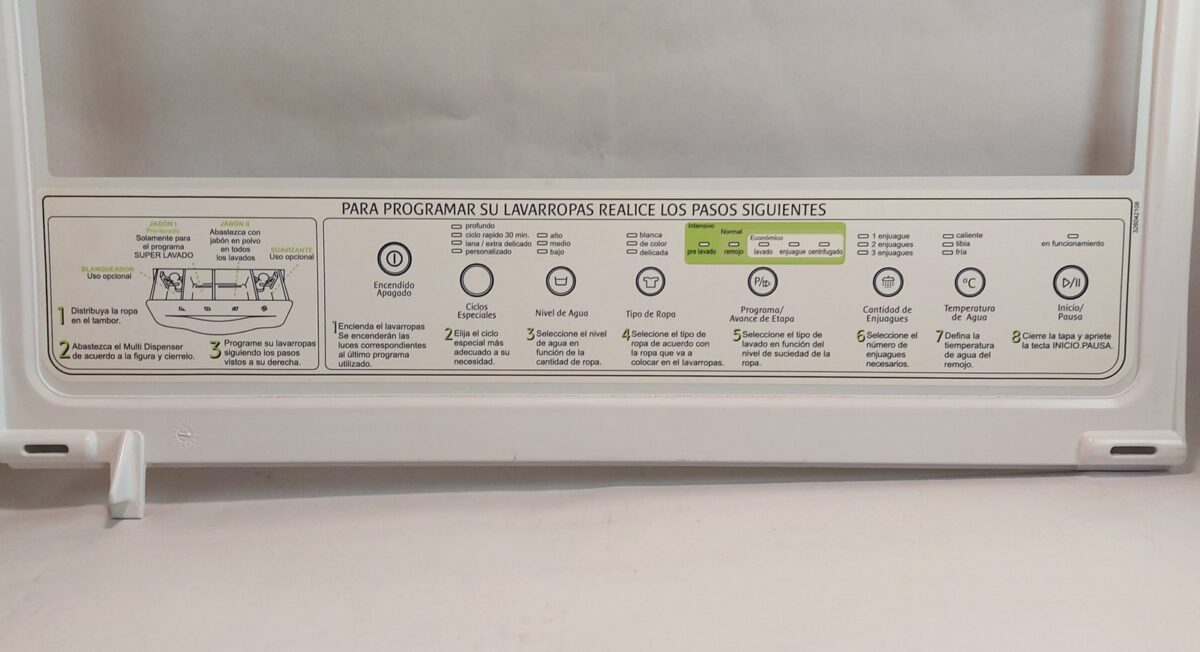 PARA PROGRAMAR SU LAVARROPAS REALICE LOS PASOS SIGUIENTES
326042108
JABÓN I
Pre-lavado
Solamente para
el programa
SUPER LAVADO
JABÓN II
Abastezca con
jabón en polvo
en todos
los lavados
SUAVIZANTE
Uso opcional
BLANQUEADOR
Uso opcional
1 Distribuya la ropa
en el tambor.
2 Abastezca el Multi Dispenser
de acuerdo a la figura y cierrelo.
3 Programe su lavarropas
siguiendo los pasos
vistos a su derecha.
Encendido
Apagado
1 Encienda el lavarropas
Se encenderán las
luces correspondientes
al último programa
utilizado.
profundo
ciclo rapido 30 min.
lana / extra delicado
personalizado
Ciclos
Especiales
2 Elija el ciclo
especial más
adecuado a su
necesidad.
alto
medio
bajo
Nivel de Agua
3 Seleccione el nivel
de agua en
función de la
cantidad de ropa.
blanca
de color
delicada
Tipo de Ropa
4 Seleccione el tipo de
ropa de acuerdo con
la ropa que va a
colocar en el lavarropas.
Intensivo
Normal
Económico
pre lavado remojo lavado enjuague centrifugado
P/
Programa/
Avance de Etapa
5 Seleccione el tipo de
lavado en función del
nivel de suciedad de la
ropa.
1 enjuague
2 enjuagues
3 enjuagues
Cantidad de
Enjuagues
6 Seleccione el
número de
enjuagues
necesarios.
caliente
tibia
fría
°C
Temperatura
de Agua
7 Defina la
tiemperatura
de agua del
remojo.
en funcionamiento
Inicio/
Pausa
8 Cierre la tapa y apriete
la tecla INICIO.PAUSA.